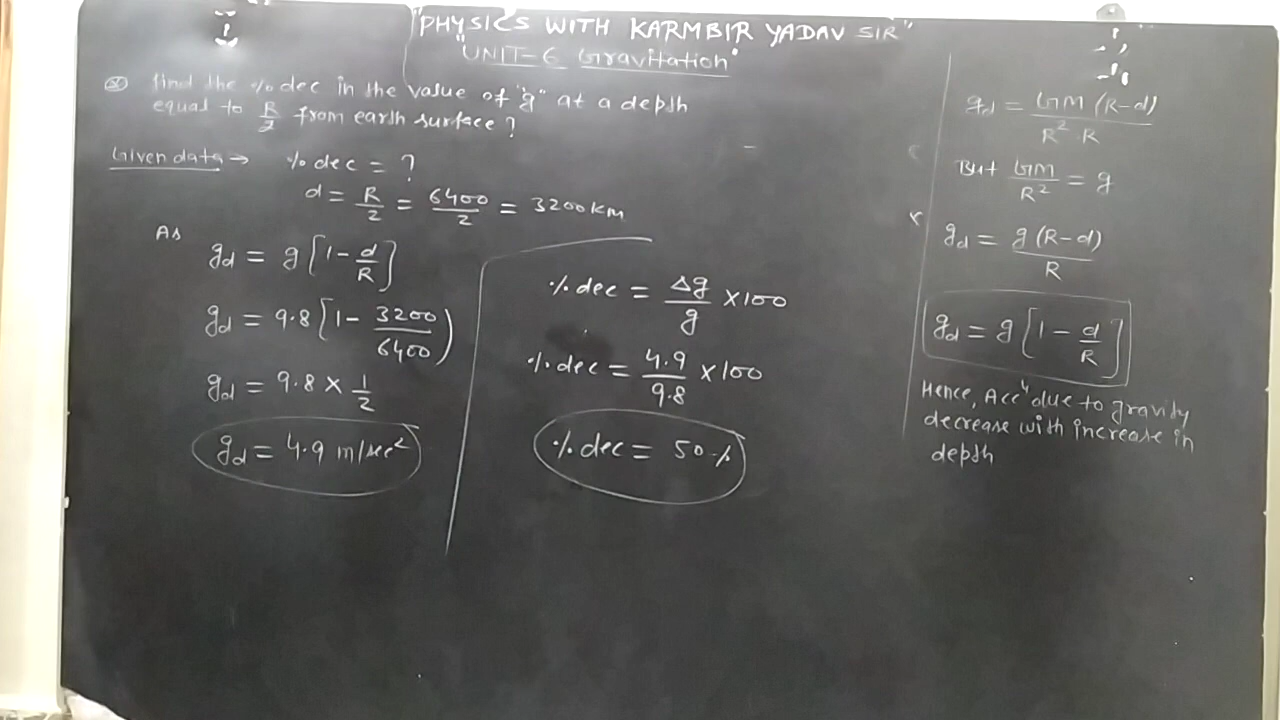 "PHYSICS WITH KARMBIR YADAV SIR"
"UNIT-6 Gravitation"
find the % dec in the value of "g" at a depth
equal to R/2 from earth surface ?
Given data → % dec = ?
d = R/2 = 6400/2 = 3200 km
As
gd = g[1 - d/R]
gd = 9.8[1 - 3200/6400)
gd = 9.8 × 1/2
gd = 4.9 m/sec²
% dec = Δg/g × 100
% dec = 4.9/9.8 × 100
% dec = 50 %
gd = GM (R-d)/R² R
But GM/R² = g
gd = g (R-d)/R
gd = g[1 - d/R]
Hence, Accⁿ due to gravity
decrease with increase in
depth